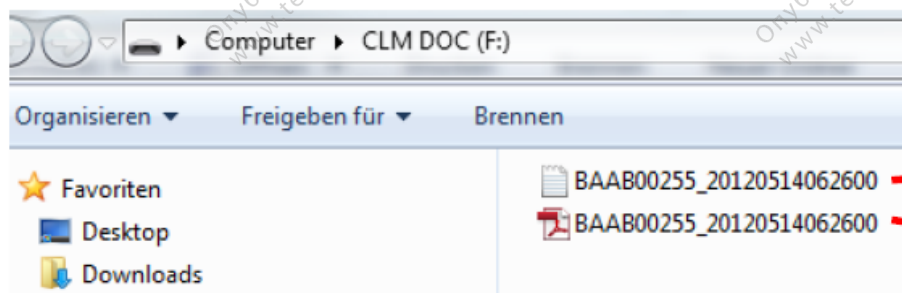 Computer CLM DOC (F:)
Organisieren Freigeben für Brennen
Favoriten
Desktop
Downloads
BAAB00255_20120514062600
BAAB00255_20120514062600